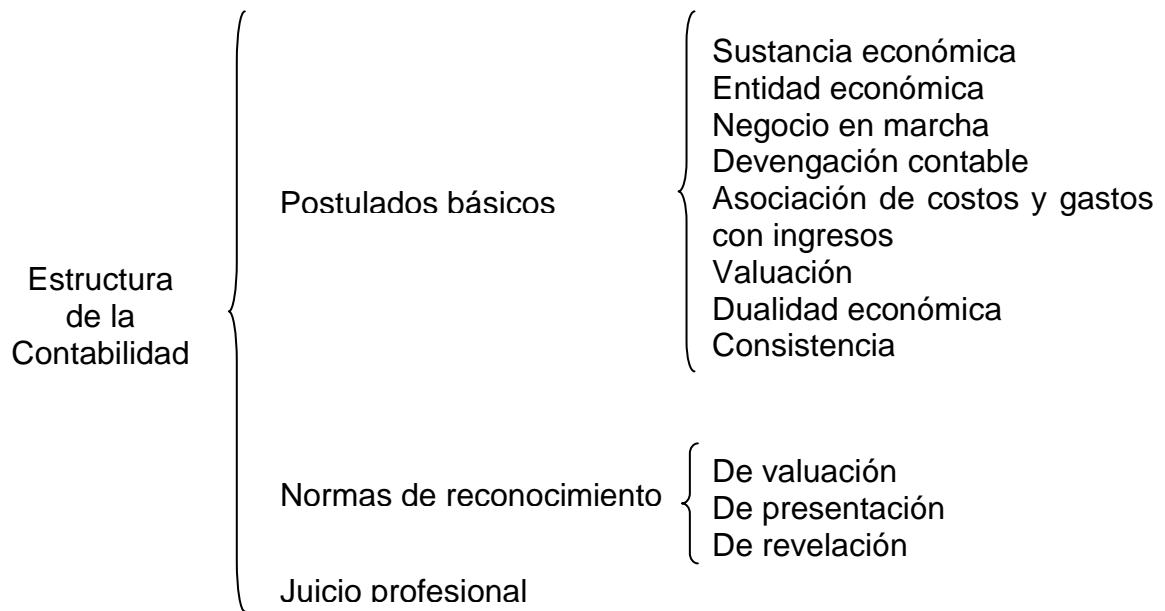 Estructura
de la
Contabilidad
Postulados básicos
Sustancia económica
Entidad económica
Negocio en marcha
Devengación contable
Asociación de costos y gastos
con ingresos
Valuación
Dualidad económica
Consistencia
Normas de reconocimiento
De valuación
De presentación
De revelación
Juicio profesional